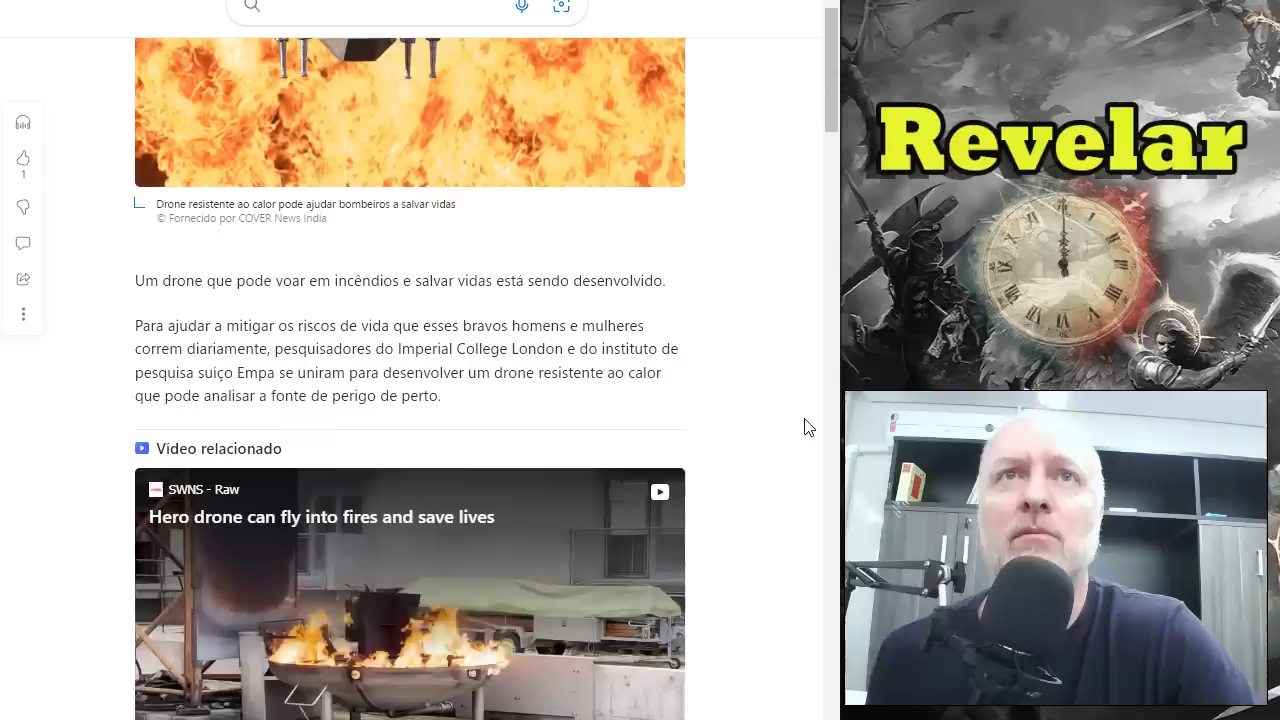 1
Drone resistente ao calor pode ajudar bombeiros a salvar vidas
© Fornecido por COVER News India
Um drone que pode voar em incêndios e salvar vidas está sendo desenvolvido.
Para ajudar a mitigar os riscos de vida que esses bravos homens e mulheres
correm diariamente, pesquisadores do Imperial College London e do instituto de
pesquisa suíço Empa se uniram para desenvolver um drone resistente ao calor
que pode analisar a fonte de perigo de perto.
Vídeo relacionado
SWNS - Raw
Hero drone can fly into fires and save lives
Revelar